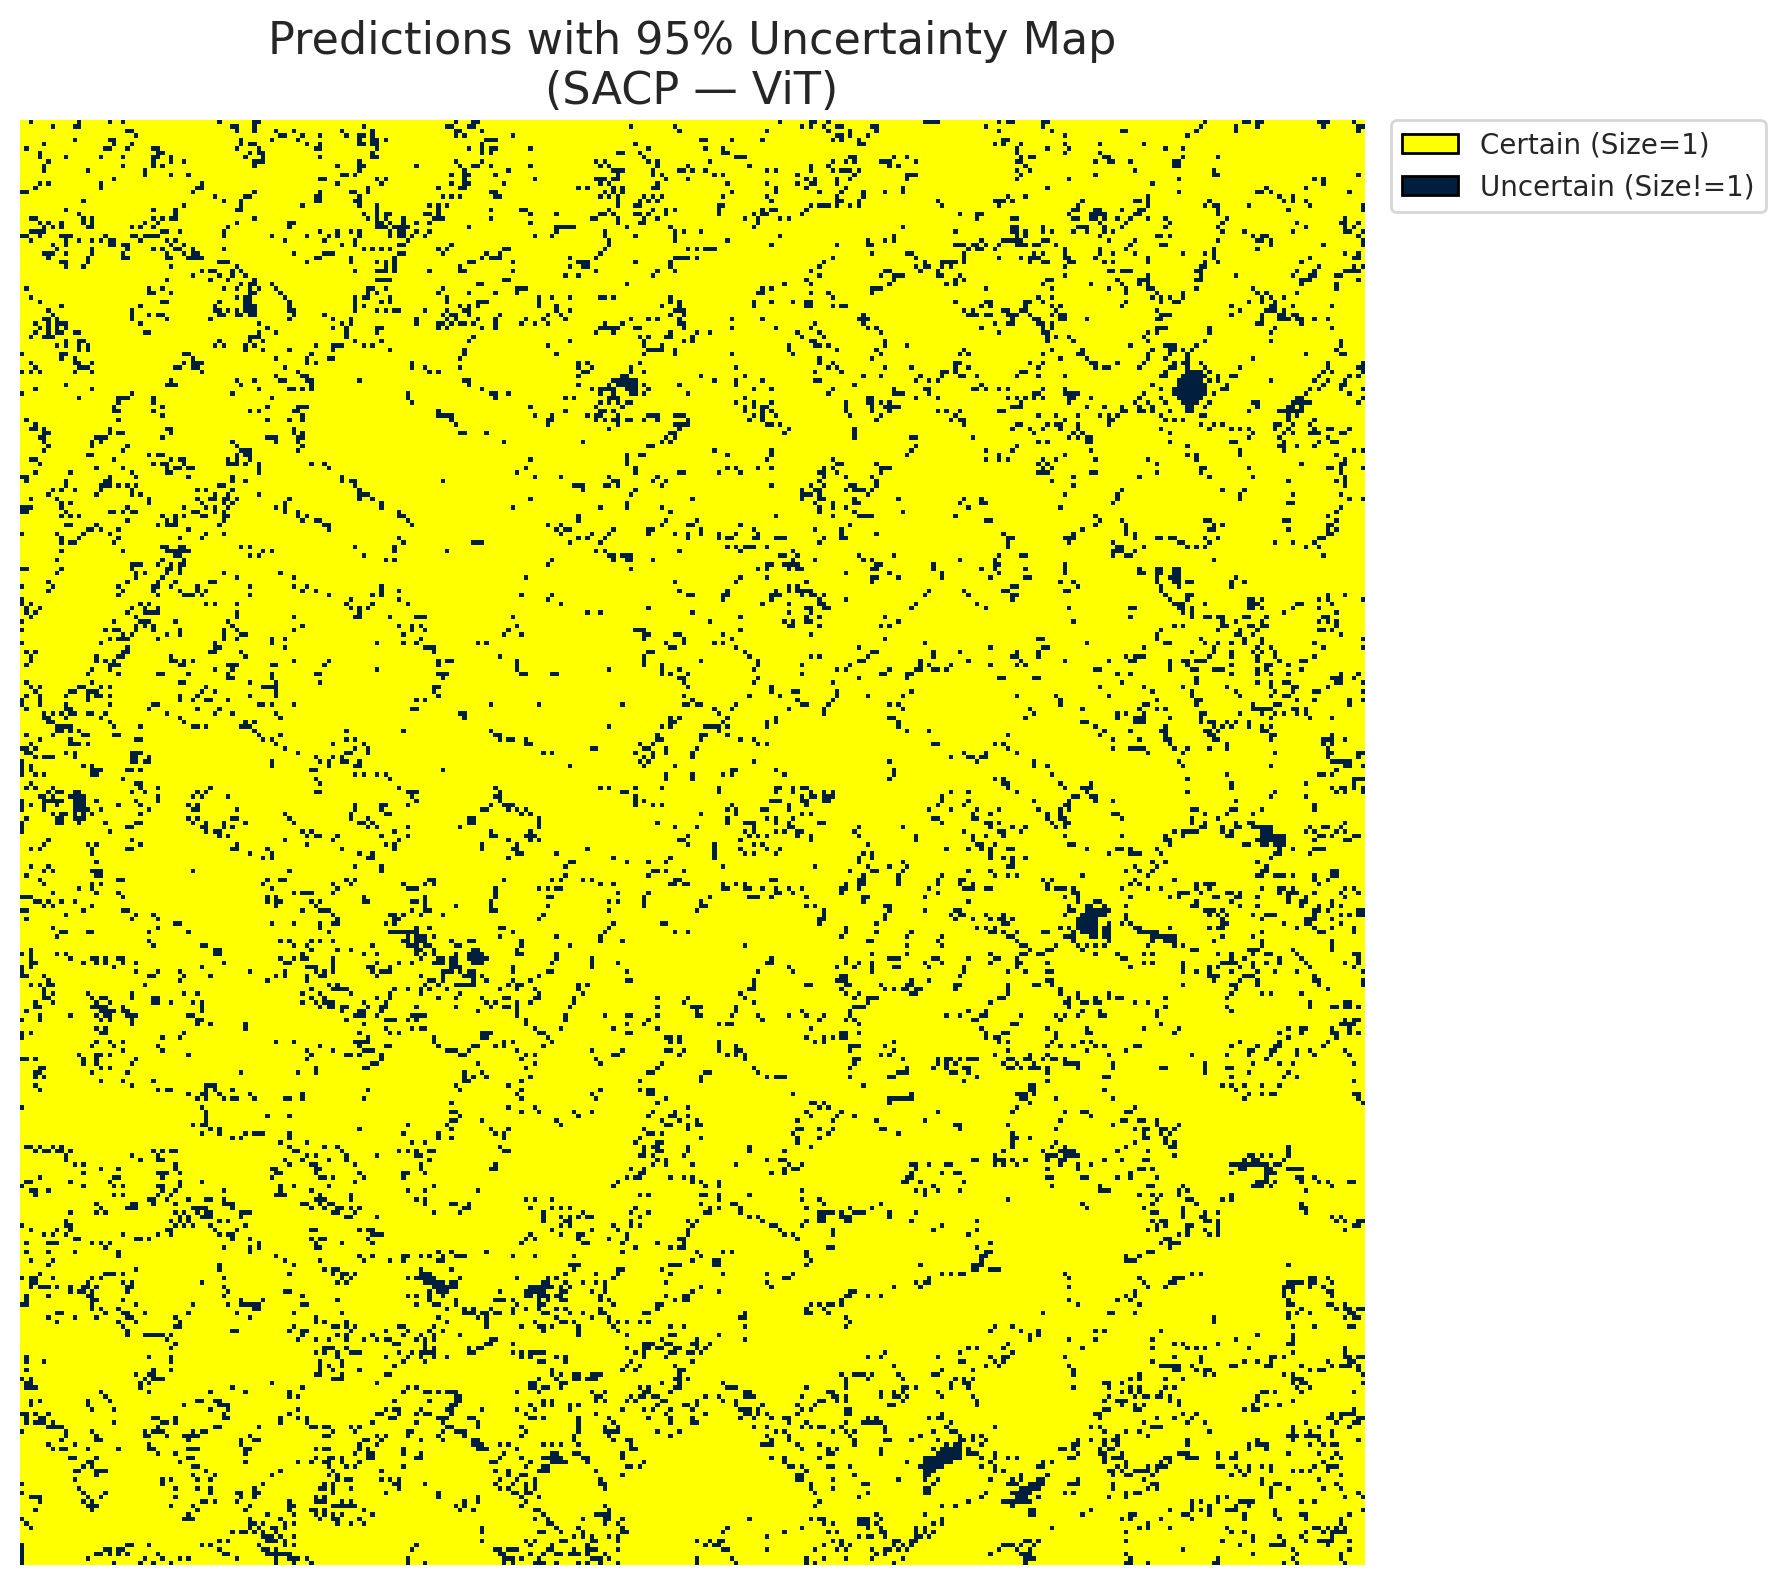 Predictions with 95% Uncertainty Map
(SACP — ViT)
Certain (Size=1)
Uncertain (Size!=1)